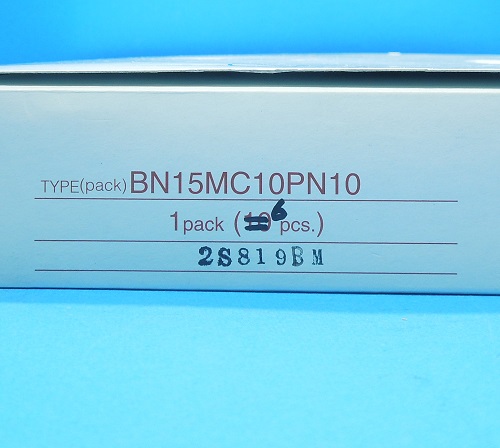 TYPE(pack) BN15MC10PN10
1pack (10 6 pcs.)
2S819BM